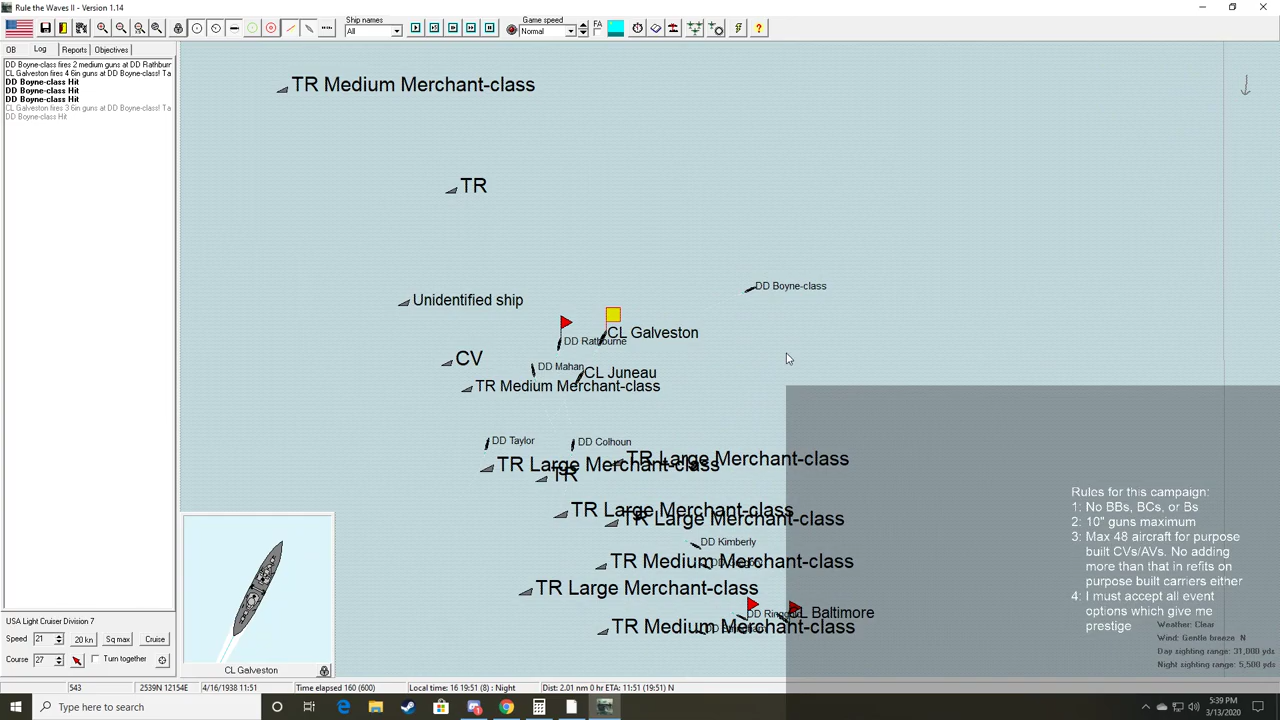 Rule the Waves II - Version 1.14
Ship names
All
Game speed
Normal
FA
OB
Log
Reports
Objectives
DD Boyne-class fires 2 medium guns at DD Rathburn
CL Galveston fires 4 6in guns at DD Boyne-class! Ta
DD Boyne-class Hit
DD Boyne-class Hit
DD Boyne-class Hit
CL Galveston fires 3 6in guns at DD Boyne-class! Ta
DD Boyne-class Hit
TR Medium Merchant-class
TR
DD Boyne-class
Unidentified ship
CL Galveston
DD Rathburne
CV
DD Mahan
CL Juneau
TR Medium Merchant-class
DD Taylor
DD Colhoun
TR Large Merchant-class
TR Large Merchant-class
TR
TR Large Merchant-class
TR Large Merchant-class
DD Kimberly
TR Medium Merchant-class
TR Large Merchant-class
CL Baltimore
TR Medium Merchant-class
Rules for this campaign:
1: No BBs, BCs, or Bs
2: 10" guns maximum
3: Max 48 aircraft for purpose
built CVs/AVs. No adding
more than that in refits on
purpose built carriers either
4: I must accept all event
options which give me
prestige
Weather: Clear
Wind: Gentle breeze N
Day sighting range: 31,000 yds
Night sighting range: 5,500 yds
USA Light Cruiser Division 7
Speed
21
20 kn
Sq max
Cruise
Course
27
Turn together
CL Galveston
543
2539N 12154E
4/16/1938 11:51
Time elapsed 160 (600)
Local time: 16 19:51 (8) : Night
Dist: 2.01 nm 0 hr ETA: 11:51 (19:51) N
Type here to search
5:39 PM
3/13/2020